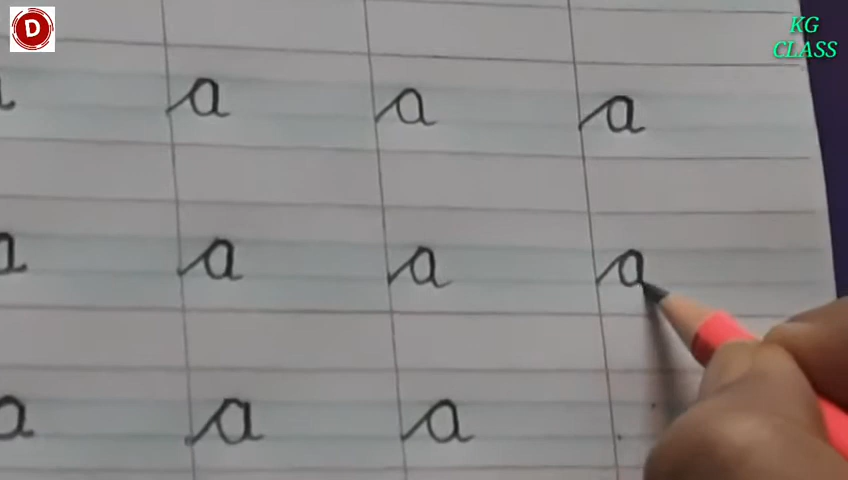 D
KG
CLASS
a a a a
a a a a
a a a